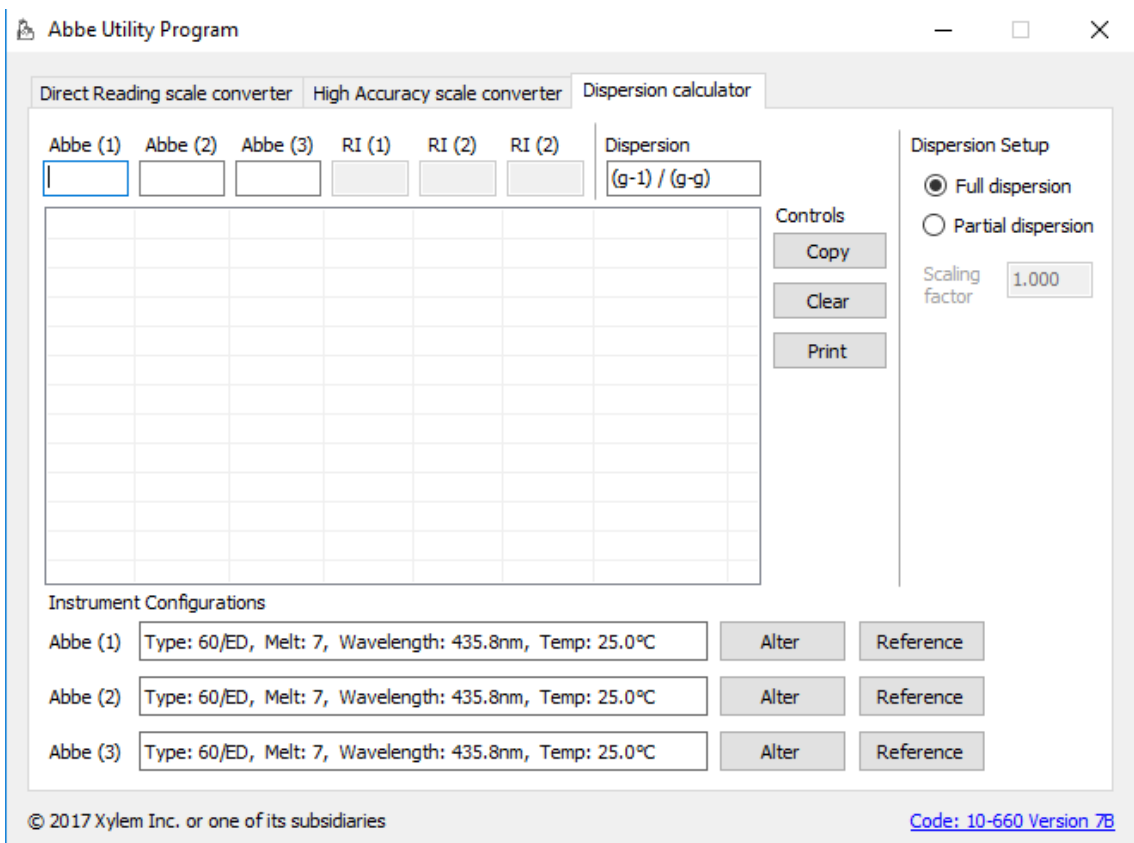 Abbe Utility Program
Direct Reading scale converter High Accuracy scale converter Dispersion calculator
Abbe (1) Abbe (2) Abbe (3) RI (1) RI (2) RI (2) Dispersion Dispersion Setup
(g-1) / (g-g)
Full dispersion
Partial dispersion
Scaling factor 1.000
Controls
Copy
Clear
Print
Instrument Configurations
Abbe (1) Type: 60/ED, Melt: 7, Wavelength: 435.8nm, Temp: 25.0°C Alter Reference
Abbe (2) Type: 60/ED, Melt: 7, Wavelength: 435.8nm, Temp: 25.0°C Alter Reference
Abbe (3) Type: 60/ED, Melt: 7, Wavelength: 435.8nm, Temp: 25.0°C Alter Reference
© 2017 Xylem Inc. or one of its subsidiaries Code: 10-660 Version 7B